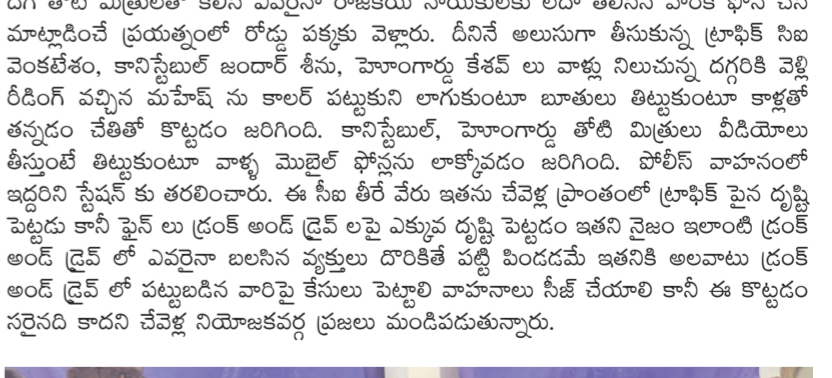 మాట్లాడించే ప్రయత్నంలో రోడ్డు పక్కకు వెళ్లారు. దీనినే అలుసుగా తీసుకున్న ట్రాఫిక్ సిఐ
వెంకటేశం, కానిస్టేబుల్ జందార్ శీను, హెూంగార్డు కేశవ్ లు వాళ్లు నిలుచున్న దగ్గరికి వెళ్లి
రీడింగ్ వచ్చిన మహేష్ ను కాలర్ పట్టుకుని లాగుకుంటూ బూతులు తిట్టుకుంటూ కాళ్లతో
తన్నడం చేతితో కొట్టడం జరిగింది. కానిస్టేబుల్, హెూంగార్డు తోటి మిత్రులు వీడియోలు
తీస్తుంటే తిట్టుకుంటూ వాళ్ళ మొబైల్ ఫోన్లను లాక్కోవడం జరిగింది. పోలీస్ వాహనంలో
ఇద్దరిని స్టేషన్ కు తరలించారు. ఈ సీఐ తీరే వేరు ఇతను చేవెళ్ల ప్రాంతంలో ట్రాఫిక్ పైన దృష్టి
పెట్టడు కానీ ఫైన్ లు డ్రంక్ అండ్ డ్రైవ్ లపై ఎక్కువ దృష్టి పెట్టడం ఇతని నైజం ఇలాంటి డ్రంక్
అండ్ డ్రైవ్ లో ఎవరైనా బలసిన వ్యక్తులు దొరికితే పట్టి పిండడమే ఇతనికి అలవాటు డ్రంక్
అండ్ డ్రైవ్ లో పట్టుబడిన వారిపై కేసులు పెట్టాలి వాహనాలు సీజ్ చేయాలి కానీ ఈ కొట్టడం
సరైనది కాదని చేవెళ్ల నియోజకవర్గ ప్రజలు మండిపడుతున్నారు.